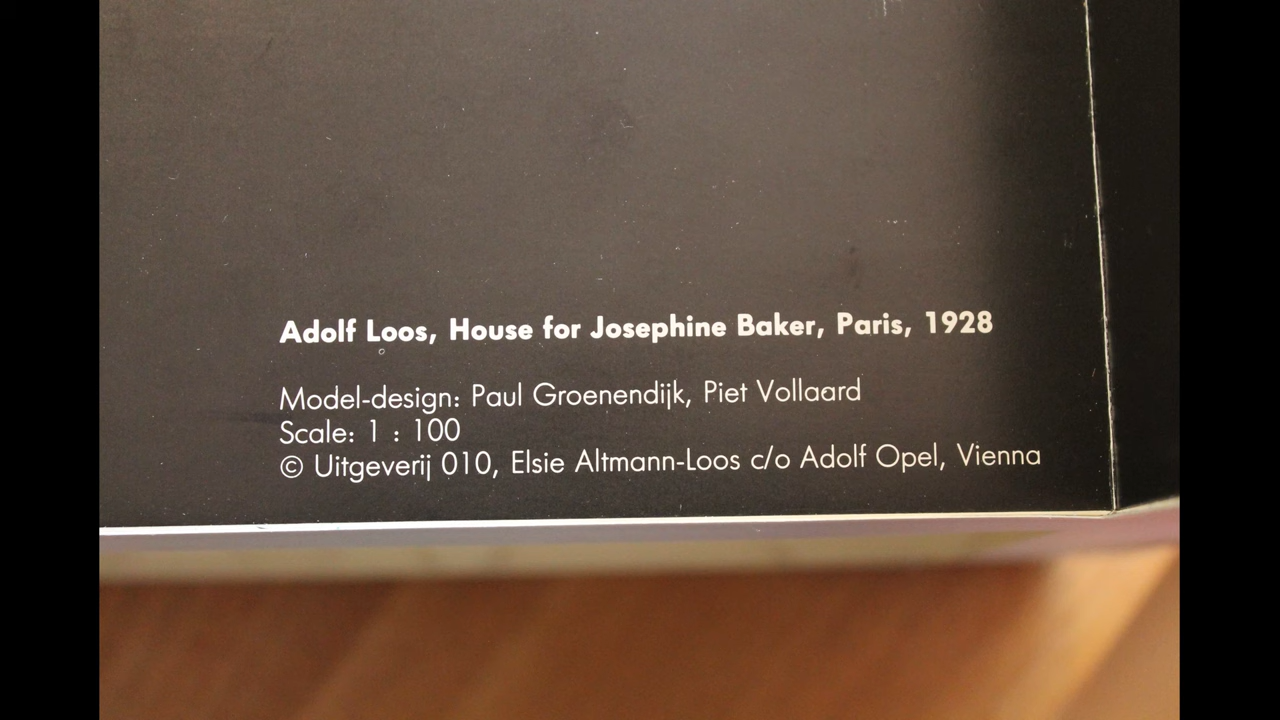 Adolf Loos, House for Josephine Baker, Paris, 1928
Model-design: Paul Groenendijk, Piet Vollaard
Scale: 1 : 100
© Uitgeverij 010, Elsie Altmann-Loos c/o Adolf Opel, Vienna